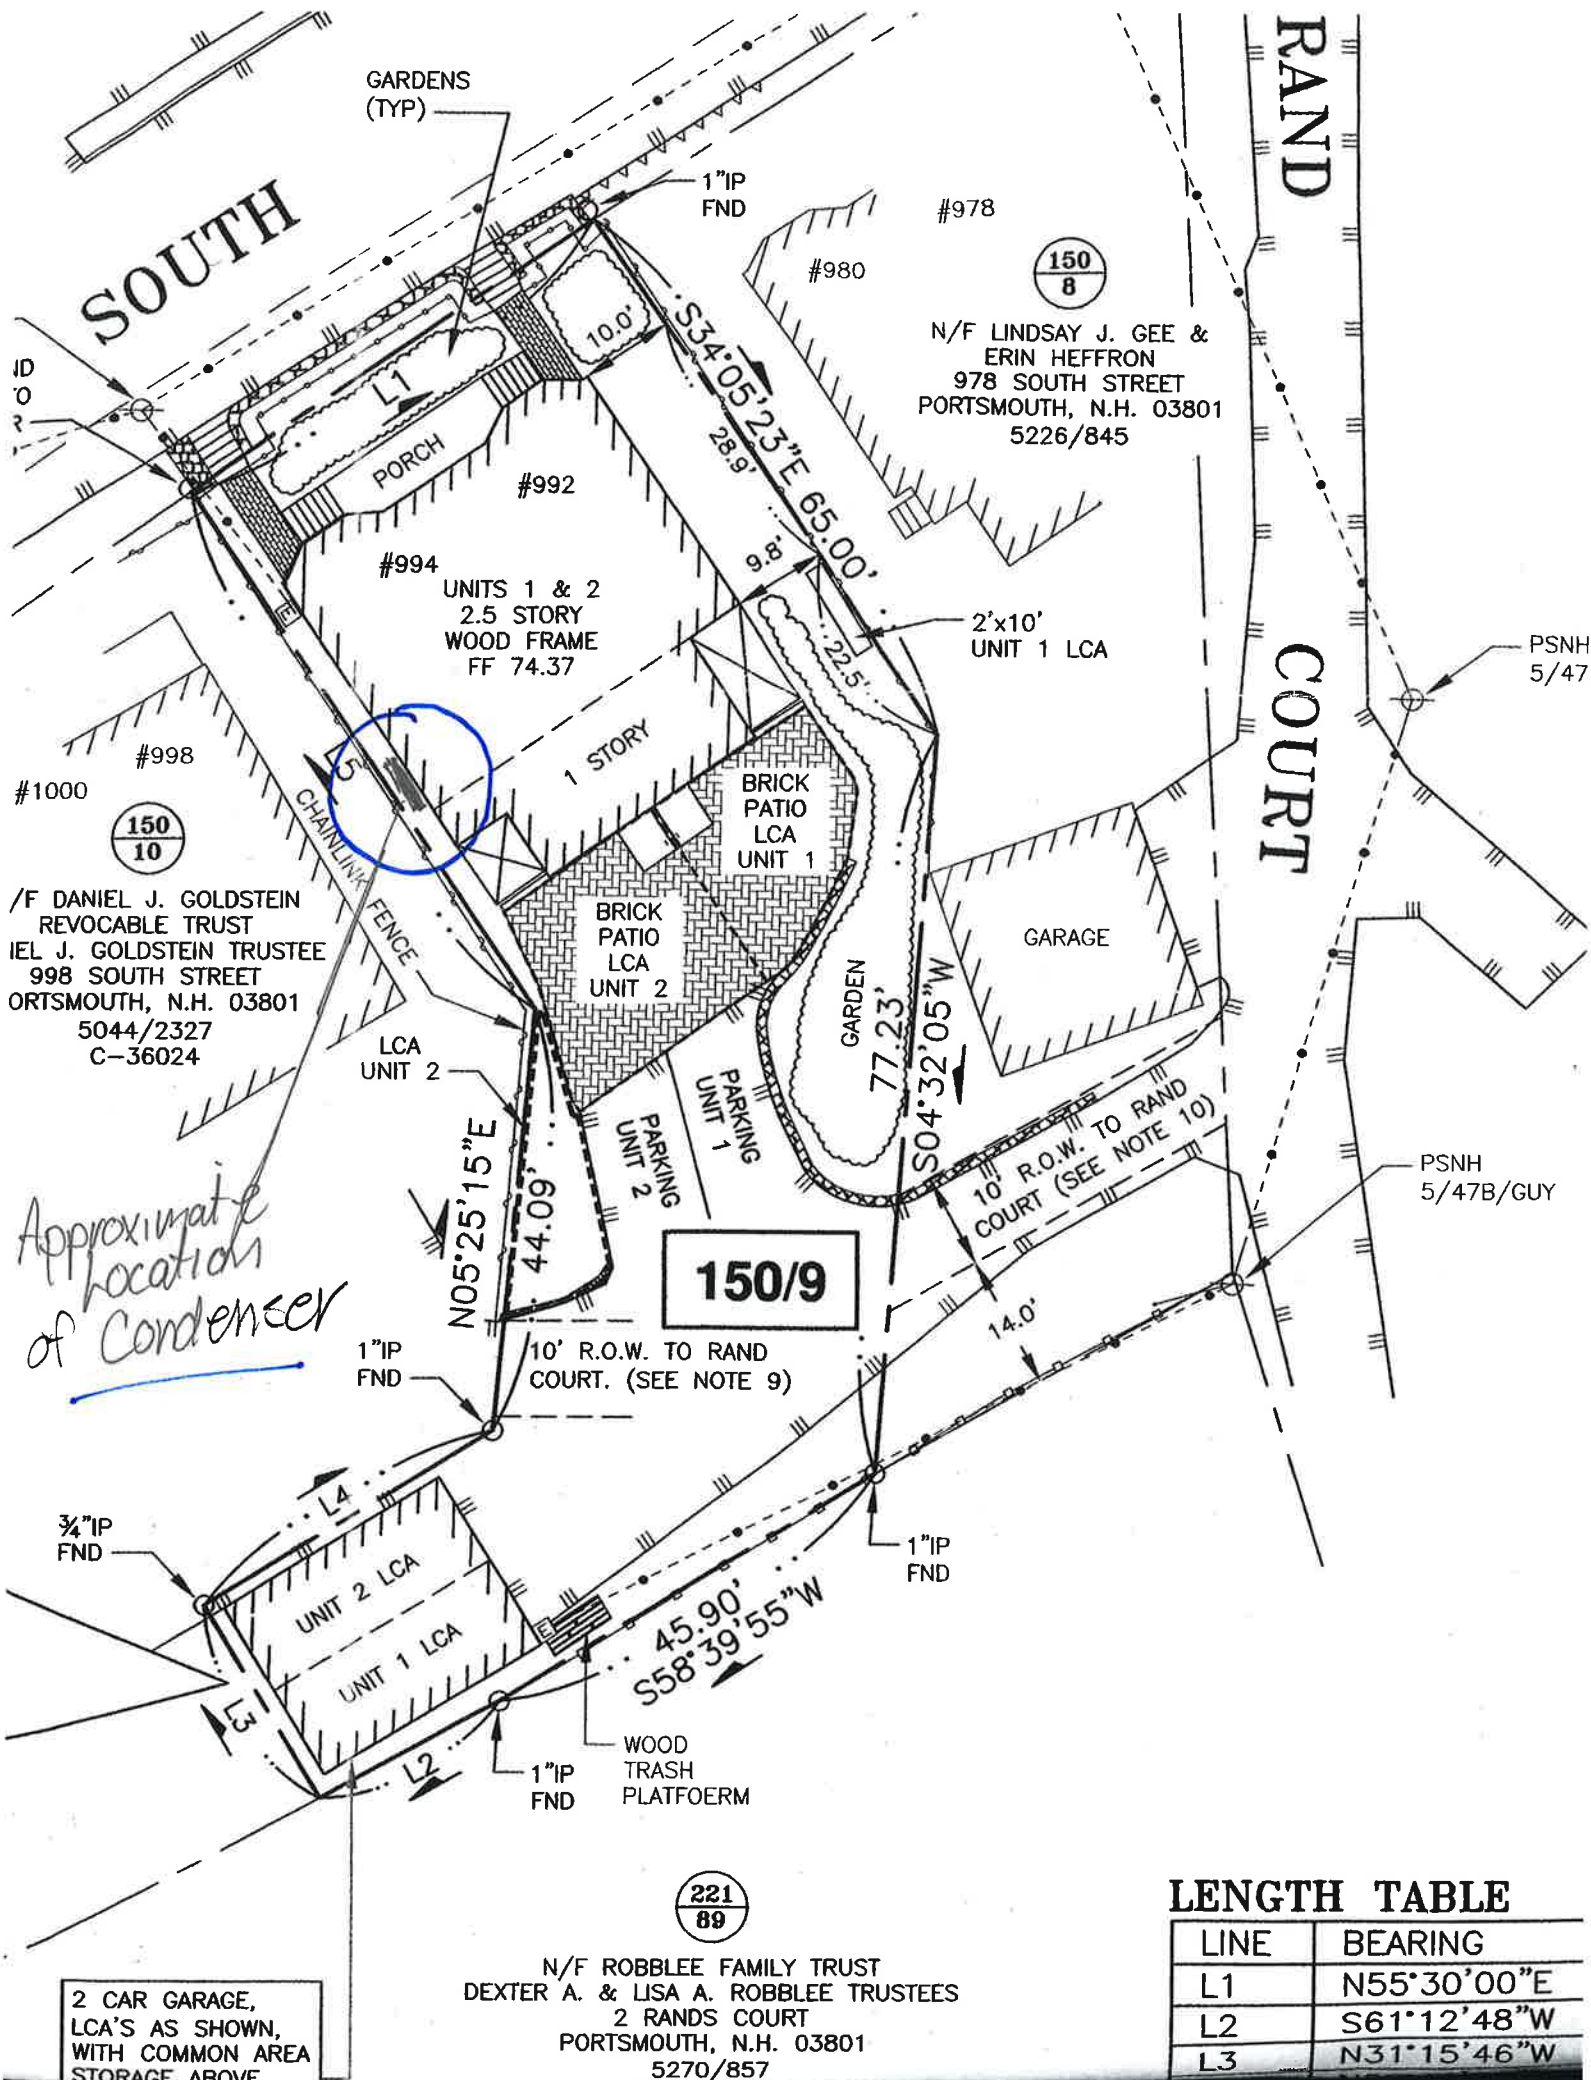 GARDENS
(TYP)
RAND
1"IP
FND
#978
SOUTH
#980
150
8
10.0'
N/F LINDSAY J. GEE &
ERIN HEFFRON
978 SOUTH STREET
PORTSMOUTH, N.H. 03801
5226/845
L1
S34°05'23"E 65.00'
28.9'
PORCH
#992
#994
UNITS 1 & 2
2.5 STORY
WOOD FRAME
FF 74.37
9.8'
E
2'x10'
UNIT 1 LCA
22.5'
PSNH
5/47
COURT
1 STORY
L5
#998
#1000
CHAINLINK FENCE
150
10
BRICK
PATIO
LCA
UNIT 1
/F DANIEL J. GOLDSTEIN
REVOCABLE TRUST
IEL J. GOLDSTEIN TRUSTEE
998 SOUTH STREET
ORTSMOUTH, N.H. 03801
5044/2327
C-36024
BRICK
PATIO
LCA
UNIT 2
GARAGE
GARDEN
77.23'
S04°32'05"W
LCA
UNIT 2
PARKING
UNIT 1
PARKING
UNIT 2
10' R.O.W. TO RAND
COURT (SEE NOTE 10)
N05°25'15"E
44.09'
PSNH
5/47B/GUY
Approximate
Location
of Condenser
150/9
14.0'
1"IP
FND
10' R.O.W. TO RAND
COURT. (SEE NOTE 9)
L4
3/4"IP
FND
1"IP
FND
UNIT 2 LCA
UNIT 1 LCA
E
45.90'
S58°39'55"W
L3
L2
WOOD
TRASH
PLATFOERM
1"IP
FND
221
89
N/F ROBBLEE FAMILY TRUST
DEXTER A. & LISA A. ROBBLEE TRUSTEES
2 RANDS COURT
PORTSMOUTH, N.H. 03801
5270/857
2 CAR GARAGE,
LCA'S AS SHOWN,
WITH COMMON AREA
STORAGE ABOVE
LENGTH TABLE
LINE BEARING
L1 N55°30'00"E
L2 S61°12'48"W
L3 N31°15'46"W